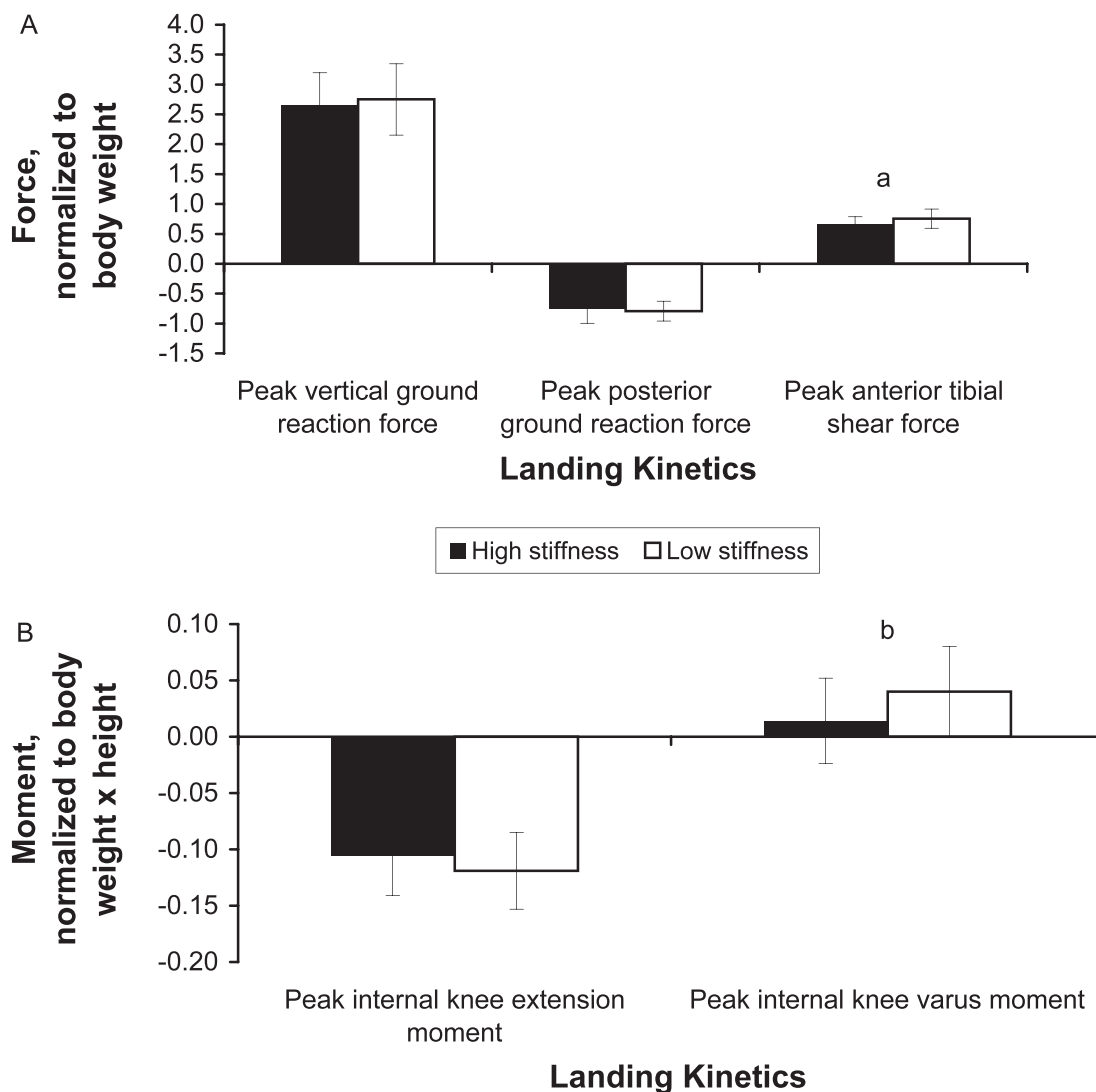 A
Force,
normalized to
body weight
4.0
3.5
3.0
2.5
2.0
1.5
1.0
0.5
0.0
-0.5
-1.0
-1.5
a
Peak vertical ground
reaction force
Peak posterior
ground reaction force
Peak anterior tibial
shear force
Landing Kinetics
High stiffness
Low stiffness
B
Moment,
normalized to body
weight x height
0.10
0.05
0.00
-0.05
-0.10
-0.15
-0.20
b
Peak internal knee extension
moment
Peak internal knee varus moment
Landing Kinetics